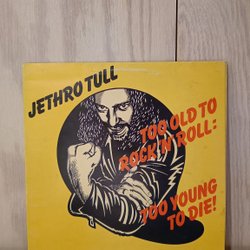 JETHRO TULL
TOO OLD TO
ROCK 'N' ROLL:
TOO YOUNG
TO DIE!